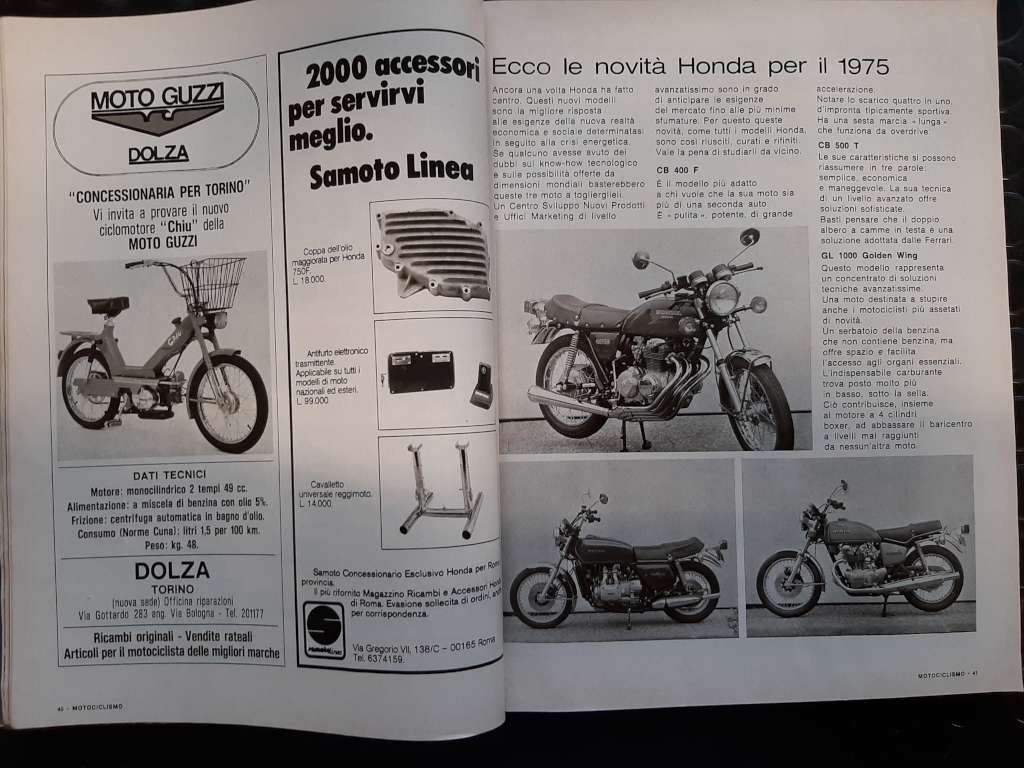 MOTO GUZZI
DOLZA
"CONCESSIONARIA PER TORINO"
Vi invita a provare il nuovo
ciclomotore "Chiù" della
MOTO GUZZI
DATI TECNICI
Motore: monocilindrico 2 tempi 49 cc.
Alimentazione: a miscela di benzina con olio 5%.
Frizione: centrifuga automatica in bagno d'olio.
Consumo (Norme Cuna): litri 1,5 per 100 km.
Peso: kg. 48.
DOLZA
TORINO
(nuova sede) Officina riparazioni
Via Gottardo 283 ang. Via Bologna - Tel. 201177
Ricambi originali - Vendite rateali
Articoli per il motociclista delle migliori marche
40 - MOTOCICLISMO
2000 accessori
per servirvi
meglio.
Samoto Linea
Coppa dell'olio
maggiorata per Honda
750F.
L. 18.000.
Antifurto elettronico
trasmittente.
Applicabile su tutti i
modelli di moto
nazionali ed esteri.
L. 99.000.
Cavalletto
universale reggimoto.
L. 14.000.
Samoto Concessionario Esclusivo Honda per Roma
provincia.
Il più rifornito Magazzino Ricambi e Accessori Honda
di Roma. Evasione sollecita di ordini, anche
per corrispondenza.
samoto linea
Via Gregorio VII, 138/C - 00165 Roma
Tel. 6374159.
Ecco le novità Honda per il 1975
Ancora una volta Honda ha fatto
centro. Questi nuovi modelli
sono la migliore risposta
alle esigenze della nuova realtà
economica e sociale determinatasi
in seguito alla crisi energetica.
Se qualcuno avesse avuto dei
dubbi sul know-how tecnologico
e sulle possibilità offerte da
dimensioni mondiali basterebbero
queste tre moto a toglierglieli.
Un Centro Sviluppo Nuovi Prodotti
e Uffici Marketing di livello
avanzatissimo sono in grado
di anticipare le esigenze
del mercato fino alle più minime
sfumature. Per questo queste
novità, come tutti i modelli Honda,
sono così riusciti, curati e rifiniti.
Vale la pena di studiarli da vicino.
CB 400 F
È il modello più adatto
a chi vuole che la sua moto sia
più di una seconda auto.
È « pulita », potente, di grande
accelerazione.
Notare lo scarico quattro in uno,
d'impronta tipicamente sportiva.
Ha una sesta marcia « lunga »
che funziona da overdrive.
CB 500 T
Le sue caratteristiche si possono
riassumere in tre parole:
semplice, economica
e maneggevole. La sua tecnica
di un livello avanzato offre
soluzioni sofisticate.
Basti pensare che il doppio
albero a camme in testa è una
soluzione adottata dalle Ferrari.
GL 1000 Golden Wing
Questo modello rappresenta
un concentrato di soluzioni
tecniche avanzatissime.
Una moto destinata a stupire
anche i motociclisti più assetati
di novità.
Un serbatoio della benzina
che non contiene benzina, ma
offre spazio e facilita
l'accesso agli organi essenziali.
L'indispensabile carburante
trova posto molto più
in basso, sotto la sella.
Ciò contribuisce, insieme
al motore a 4 cilindri
boxer, ad abbassare il baricentro
a livelli mai raggiunti
da nessun'altra moto.
MOTOCICLISMO - 41